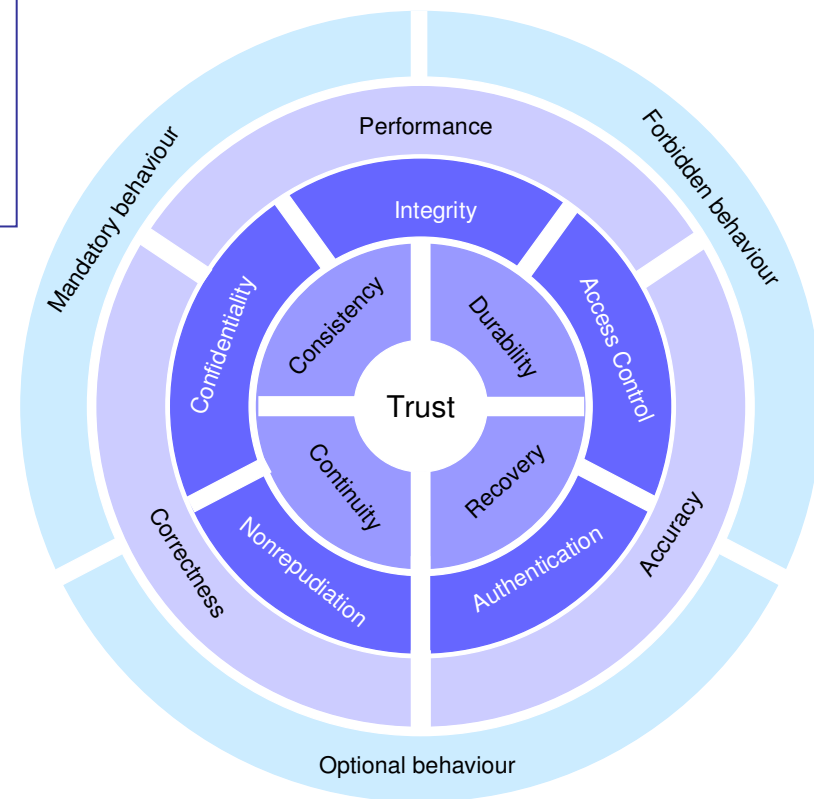 Performance
Mandatory behaviour
Forbidden behaviour
Integrity
Confidentiality
Access Control
Consistency
Durability
Trust
Continuity
Recovery
Correctness
Nonrepudiation
Authentication
Accuracy
Optional behaviour